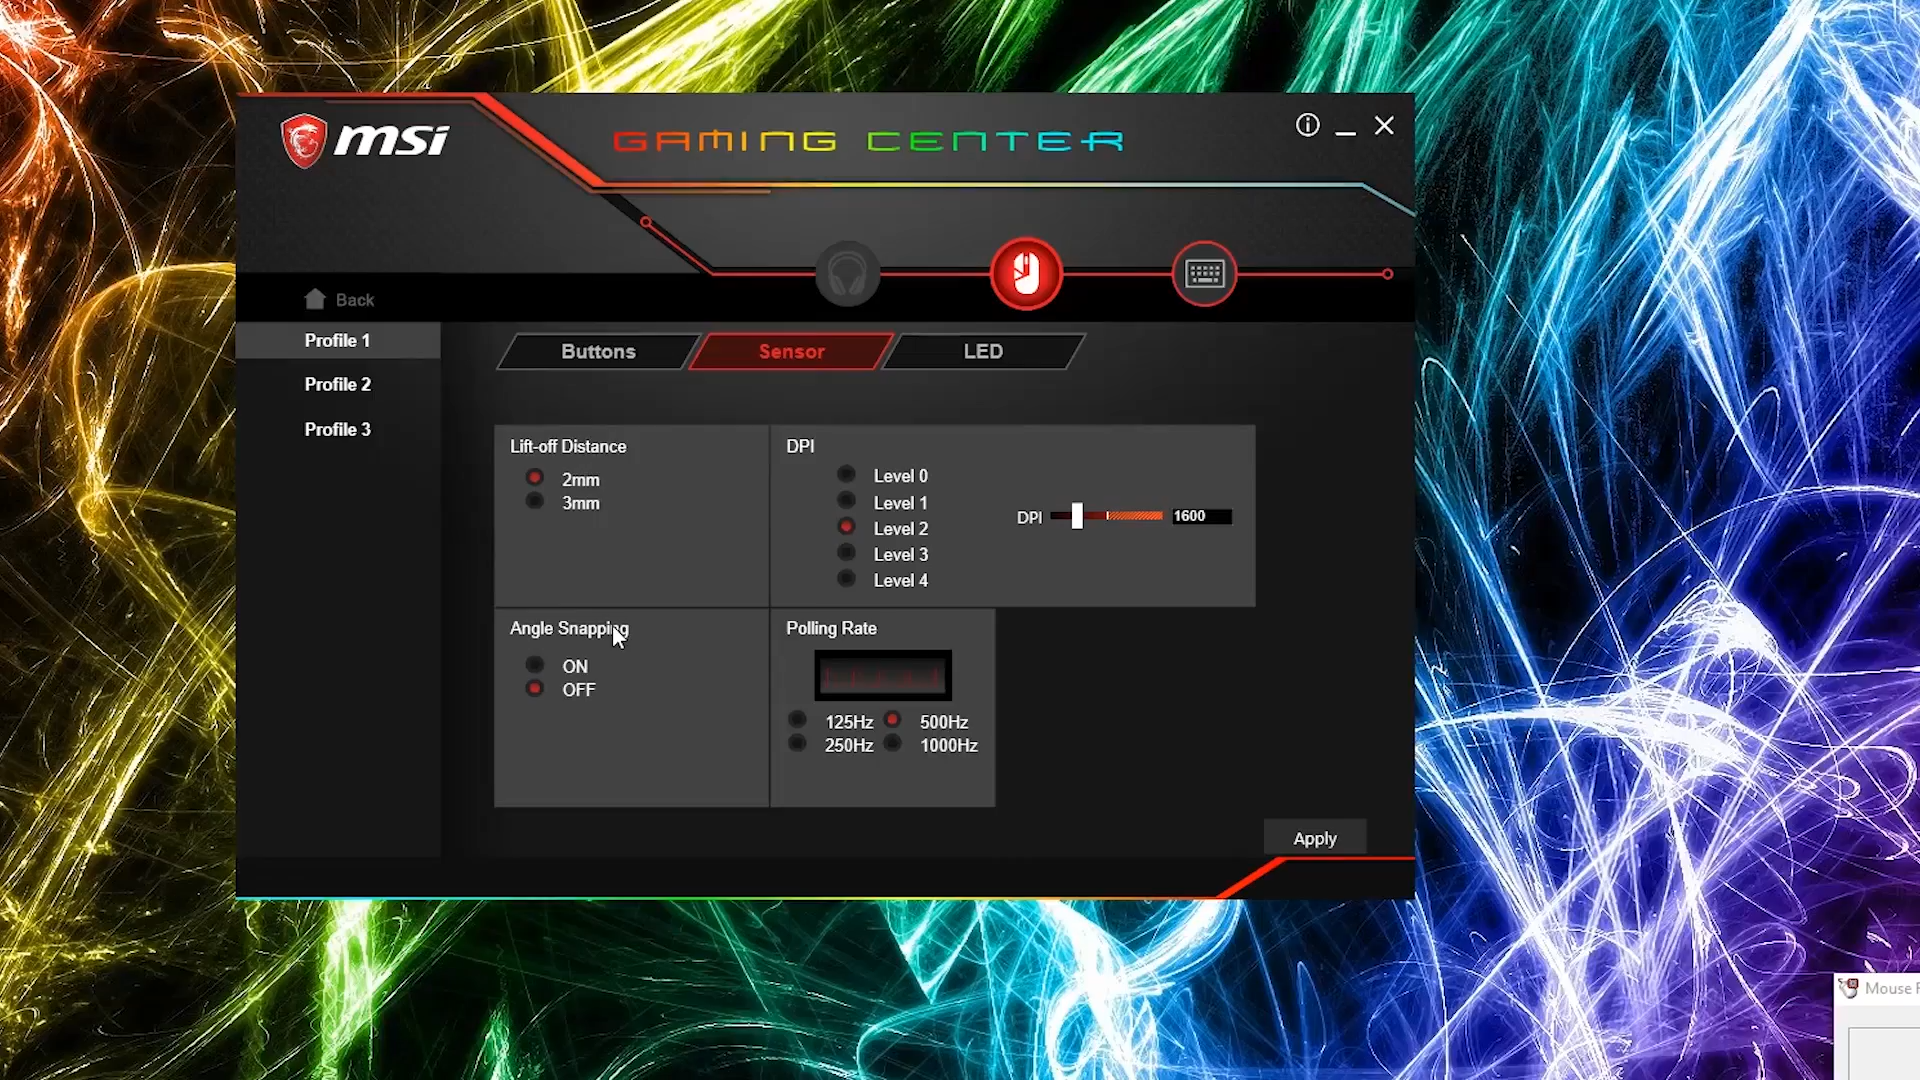 msi
GAMING CENTER
Back
Profile 1
Profile 2
Profile 3
Buttons
Sensor
LED
Lift-off Distance
2mm
3mm
DPI
Level 0
Level 1
Level 2
Level 3
Level 4
DPI
1600
Angle Snapping
ON
OFF
Polling Rate
125Hz
500Hz
250Hz
1000Hz
Apply
Mouse